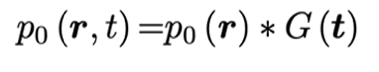 p₀ (r, t) =p₀ (r) * G (t)